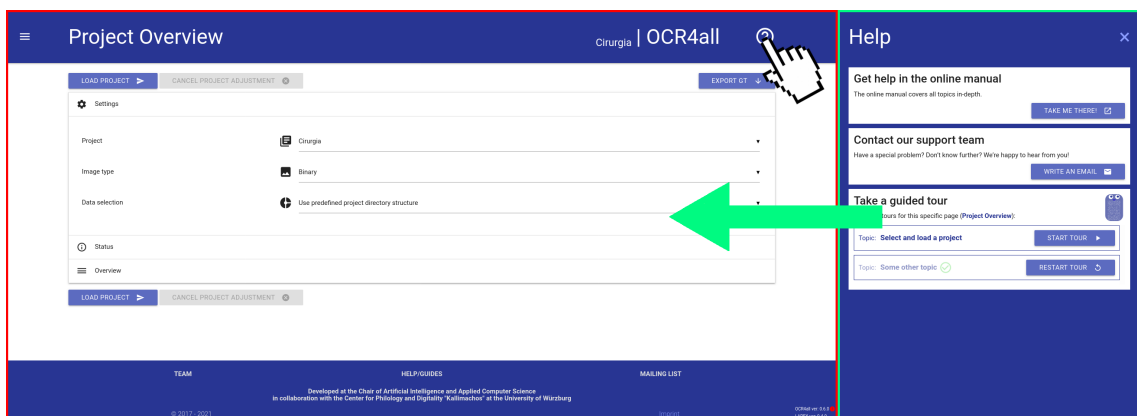 Project Overview
Cirurgia | OCR4all
LOAD PROJECT
CANCEL PROJECT ADJUSTMENT
EXPORT GT
Settings
Project
Cirurgia
Image type
Binary
Data selection
Use predefined project directory structure
Status
Overview
LOAD PROJECT
CANCEL PROJECT ADJUSTMENT
TEAM
HELP/GUIDES
MAILING LIST
Developed at the Chair of Artificial Intelligence and Applied Computer Science
in collaboration with the Center for Philology and Digitality "Kallimachos" at the University of Würzburg
© 2017 - 2021
Imprint
OCR4all ver. 0.6.0
Help
×
Get help in the online manual
The online manual covers all topics in-depth.
TAKE ME THERE!
Contact our support team
Have a special problem? Don't know further? We're happy to hear from you!
WRITE AN EMAIL
Take a guided tour
tours for this specific page (Project Overview):
Topic: Select and load a project
START TOUR
Topic: Some other topic
RESTART TOUR